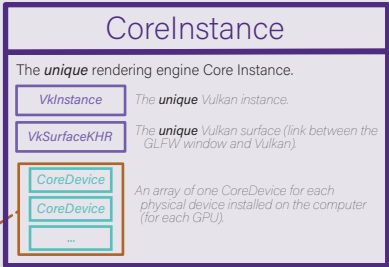 CoreInstance
The unique rendering engine Core Instance.
VkInstance
The unique Vulkan instance.
VkSurfaceKHR
The unique Vulkan surface (link between the
GLFW window and Vulkan).
CoreDevice
CoreDevice
...
An array of one CoreDevice for each
physical device installed on the computer
(for each GPU).